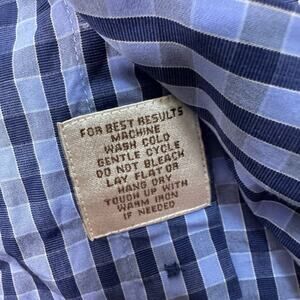 FOR BEST RESULTS
MACHINE
WASH COLD
GENTLE CYCLE
DO NOT BLEACH
LAY FLAT OR
HANG DRY
TOUCH UP WITH
WARM IRON
IF NEEDED